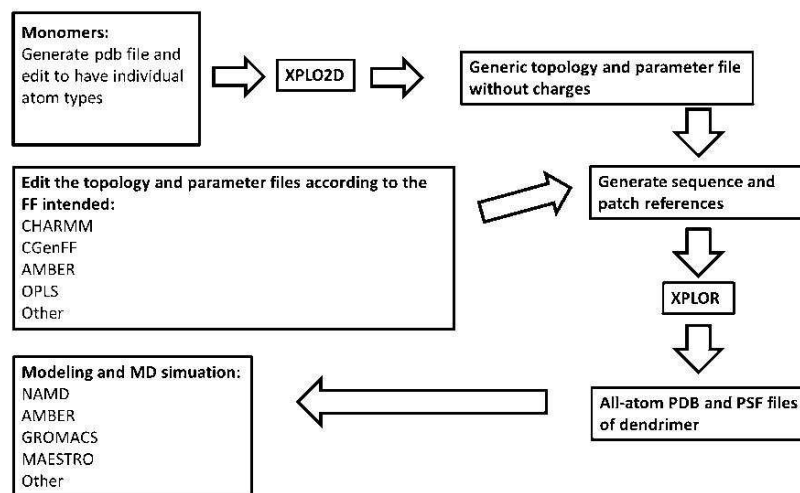 Monomers:
Generate pdb file and
edit to have individual
atom types
XPLO2D
Generic topology and parameter file
without charges
Edit the topology and parameter files according to the
FF intended:
CHARMM
CGenFF
AMBER
OPLS
Other
Generate sequence and
patch references
XPLOR
All-atom PDB and PSF files
of dendrimer
Modeling and MD simuation:
NAMD
AMBER
GROMACS
MAESTRO
Other